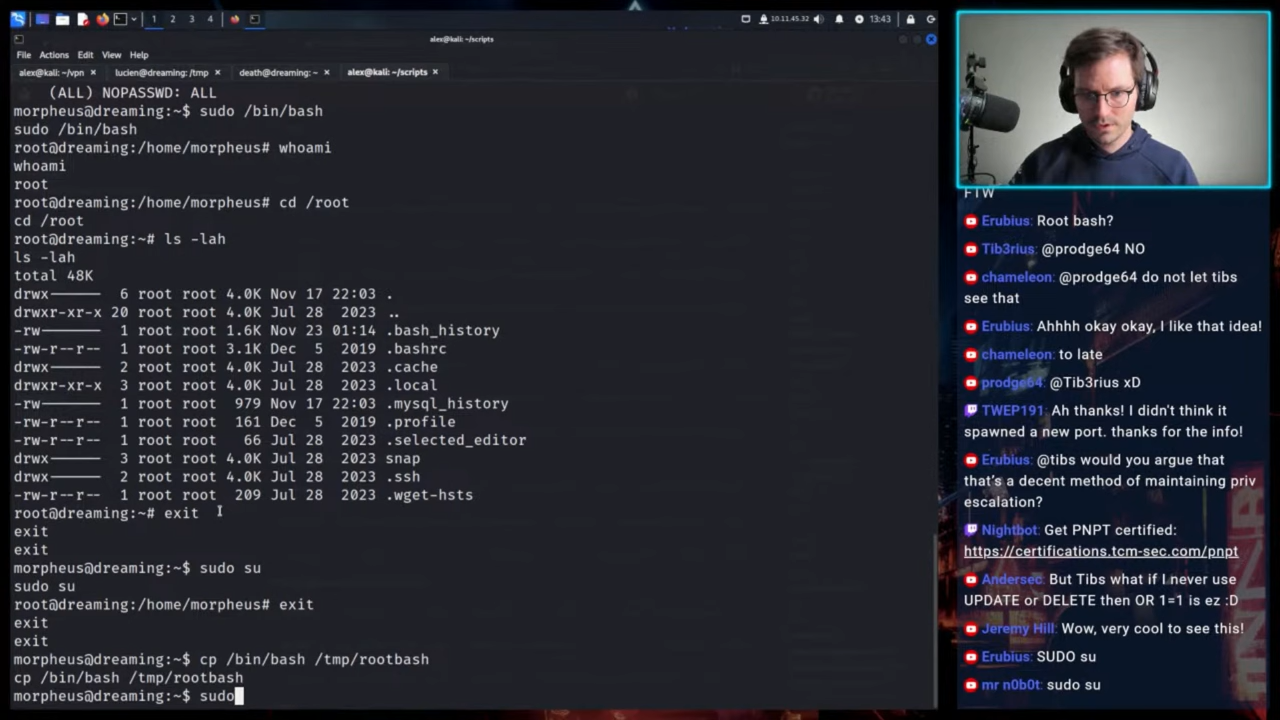 1 2 3 4
10.11.45.32
13:43
alex@kali: ~/scripts
File Actions Edit View Help
alex@kali: ~/vpn × lucien@dreaming: /tmp × death@dreaming: ~ × alex@kali: ~/scripts ×
(ALL) NOPASSWD: ALL
morpheus@dreaming:~$ sudo /bin/bash
sudo /bin/bash
root@dreaming:/home/morpheus# whoami
whoami
root
root@dreaming:/home/morpheus# cd /root
cd /root
root@dreaming:~# ls -lah
ls -lah
total 48K
drwx------ 6 root root 4.0K Nov 17 22:03 .
drwxr-xr-x 20 root root 4.0K Jul 28 2023 ..
-rw------- 1 root root 1.6K Nov 23 01:14 .bash_history
-rw-r--r-- 1 root root 3.1K Dec 5 2019 .bashrc
drwx------ 2 root root 4.0K Jul 28 2023 .cache
drwxr-xr-x 3 root root 4.0K Jul 28 2023 .local
-rw------- 1 root root 979 Nov 17 22:03 .mysql_history
-rw-r--r-- 1 root root 161 Dec 5 2019 .profile
-rw-r--r-- 1 root root 66 Jul 28 2023 .selected_editor
drwx------ 3 root root 4.0K Jul 28 2023 snap
drwx------ 2 root root 4.0K Jul 28 2023 .ssh
-rw-r--r-- 1 root root 209 Jul 28 2023 .wget-hsts
root@dreaming:~# exit
exit
exit
morpheus@dreaming:~$ sudo su
sudo su
root@dreaming:/home/morpheus# exit
exit
exit
morpheus@dreaming:~$ cp /bin/bash /tmp/rootbash
cp /bin/bash /tmp/rootbash
morpheus@dreaming:~$ sudo
FTW
Erubius: Root bash?
Tib3rius: @prodge64 NO
chameleon: @prodge64 do not let tibs
see that
Erubius: Ahhhh okay okay, I like that idea!
chameleon: to late
prodge64: @Tib3rius xD
TWEP191: Ah thanks! I didn't think it
spawned a new port. thanks for the info!
Erubius: @tibs would you argue that
that's a decent method of maintaining priv
escalation?
Nightbot: Get PNPT certified:
https://certifications.tcm-sec.com/pnpt
Andersec: But Tibs what if I never use
UPDATE or DELETE then OR 1=1 is ez :D
Jeremy Hill: Wow, very cool to see this!
Erubius: SUDO su
mr n0b0t: sudo su